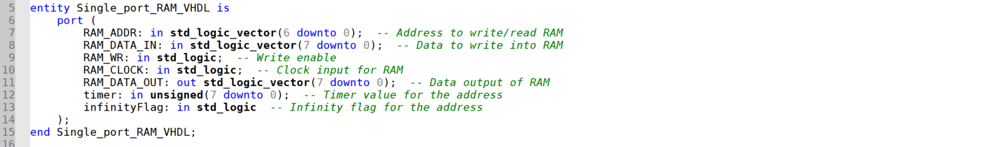 5 entity Single_port_RAM_VHDL is
6     port (
7         RAM_ADDR: in std_logic_vector(6 downto 0);  -- Address to write/read RAM
8         RAM_DATA_IN: in std_logic_vector(7 downto 0);  -- Data to write into RAM
9         RAM_WR: in std_logic;  -- Write enable
10         RAM_CLOCK: in std_logic;  -- Clock input for RAM
11         RAM_DATA_OUT: out std_logic_vector(7 downto 0);  -- Data output of RAM
12         timer: in unsigned(7 downto 0);  -- Timer value for the address
13         infinityFlag: in std_logic  -- Infinity flag for the address
14     );
15 end Single_port_RAM_VHDL;
16